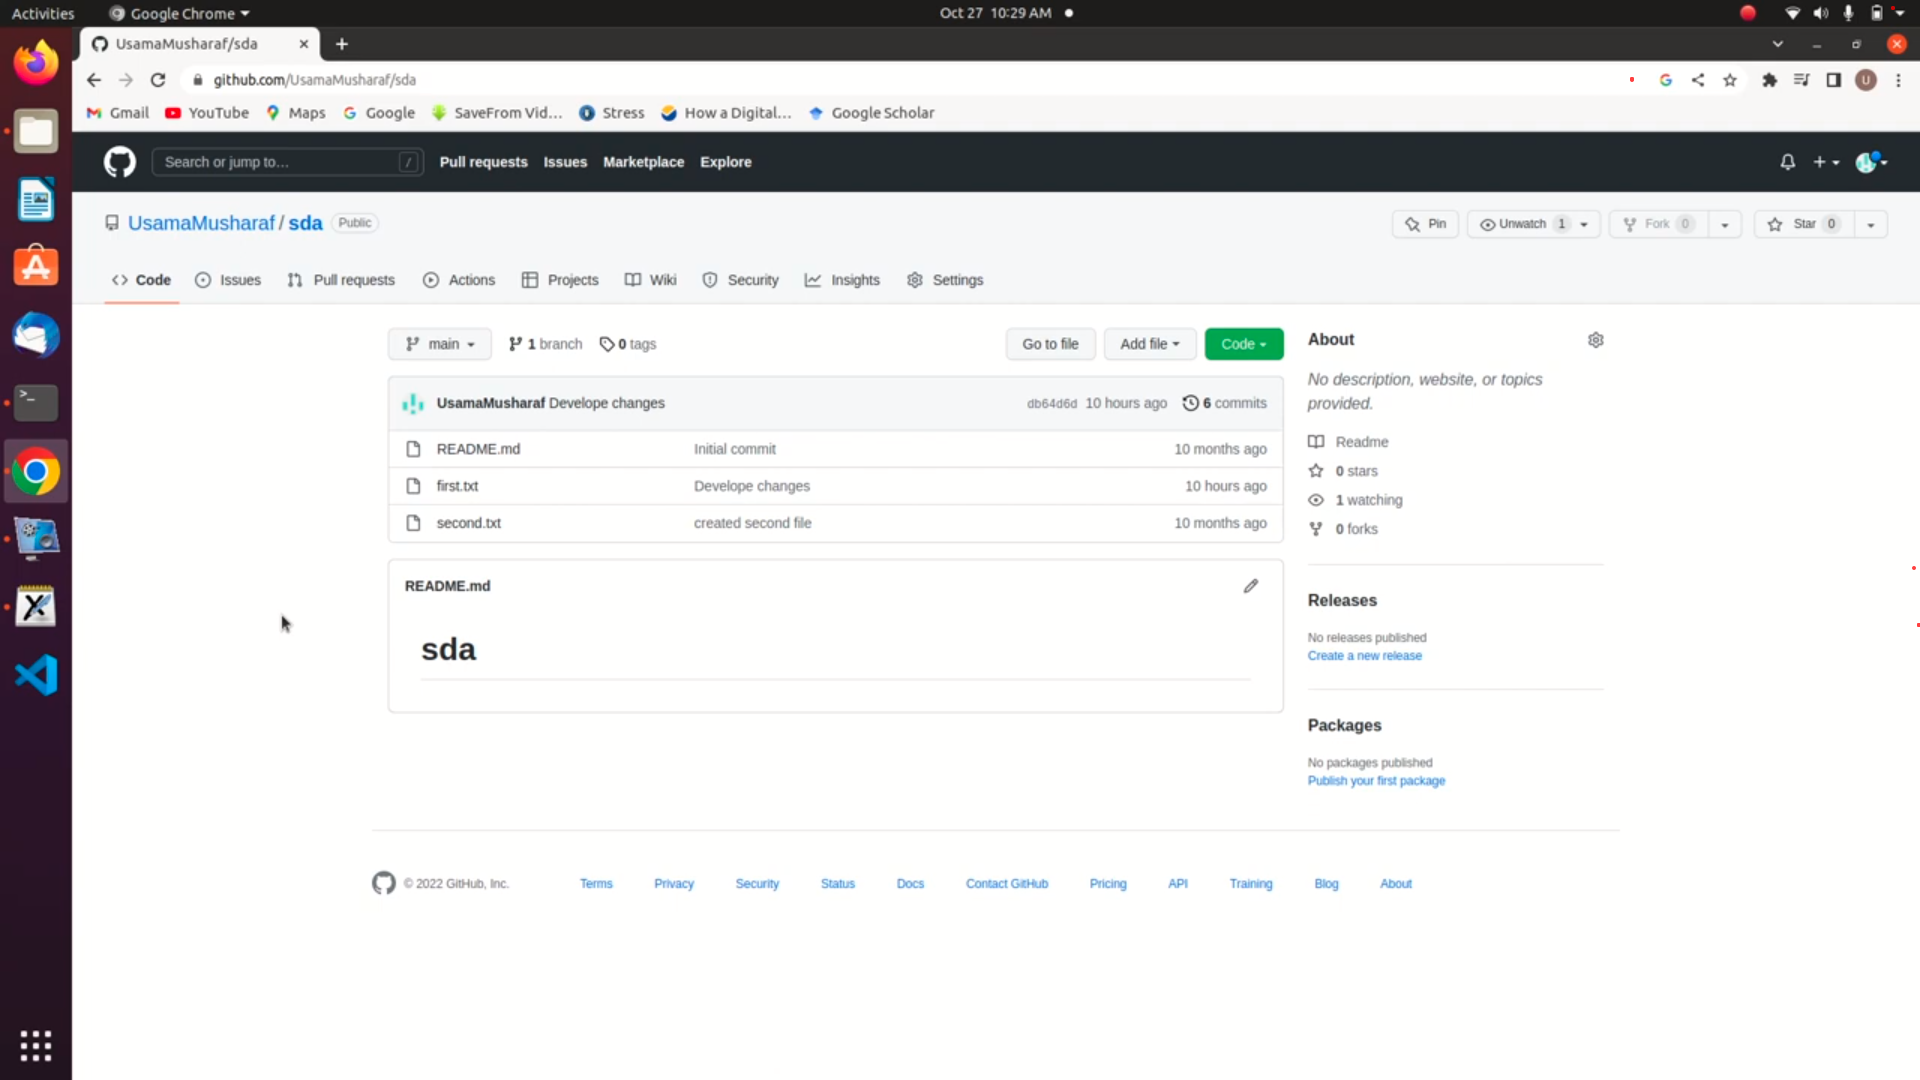 Activities Google Chrome Oct 27 10:29 AM
UsamaMusharaf/sda
github.com/UsamaMusharaf/sda
Gmail YouTube Maps Google SaveFrom Vid... Stress How a Digital... Google Scholar
Search or jump to... / Pull requests Issues Marketplace Explore
UsamaMusharaf / sda Public Pin Unwatch 1 Fork 0 Star 0
Code Issues Pull requests Actions Projects Wiki Security Insights Settings
main 1 branch 0 tags Go to file Add file Code
UsamaMusharaf Develope changes db64d6d 10 hours ago 6 commits
README.md Initial commit 10 months ago
first.txt Develope changes 10 hours ago
second.txt created second file 10 months ago
README.md
sda
About
No description, website, or topics
provided.
Readme
0 stars
1 watching
0 forks
Releases
No releases published
Create a new release
Packages
No packages published
Publish your first package
© 2022 GitHub, Inc. Terms Privacy Security Status Docs Contact GitHub Pricing API Training Blog About